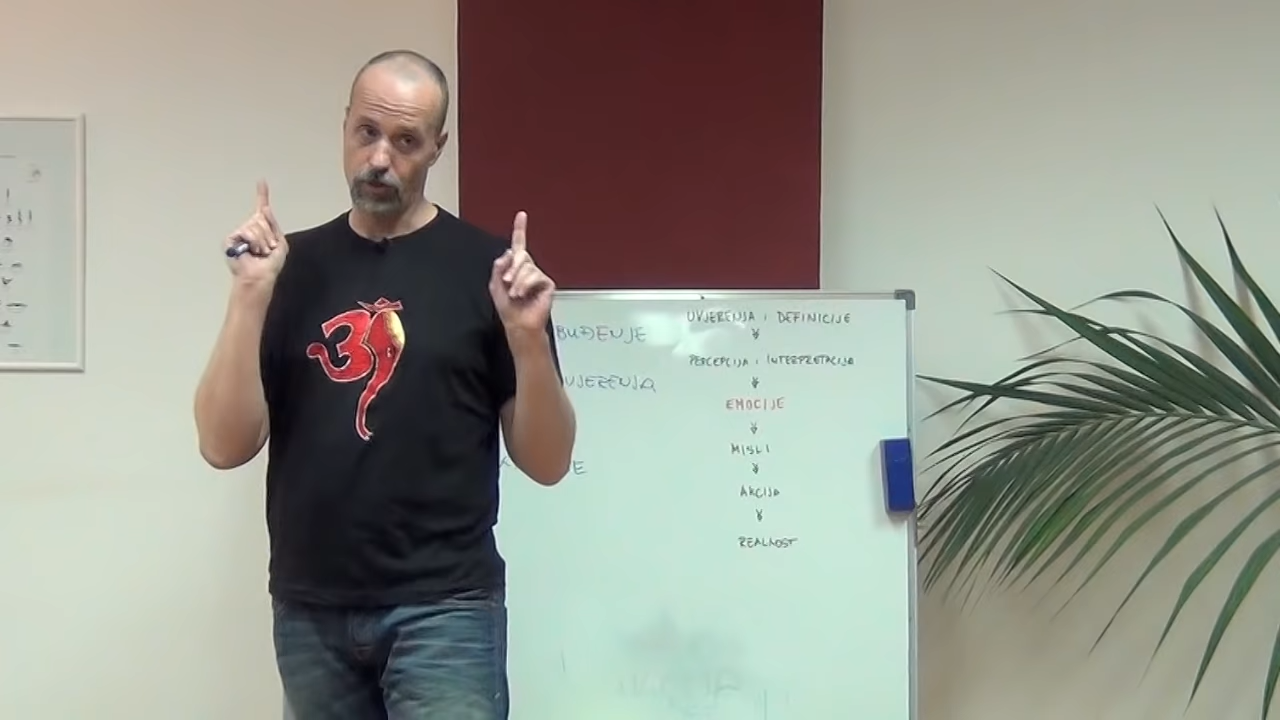 BUĐENJE
UVJERENJA I DEFINICIJE
PERCEPCIJA I INTERPRETACIJA
UVJERENJA
EMOCIJE
MISLI
AKCIJA
REALNOST